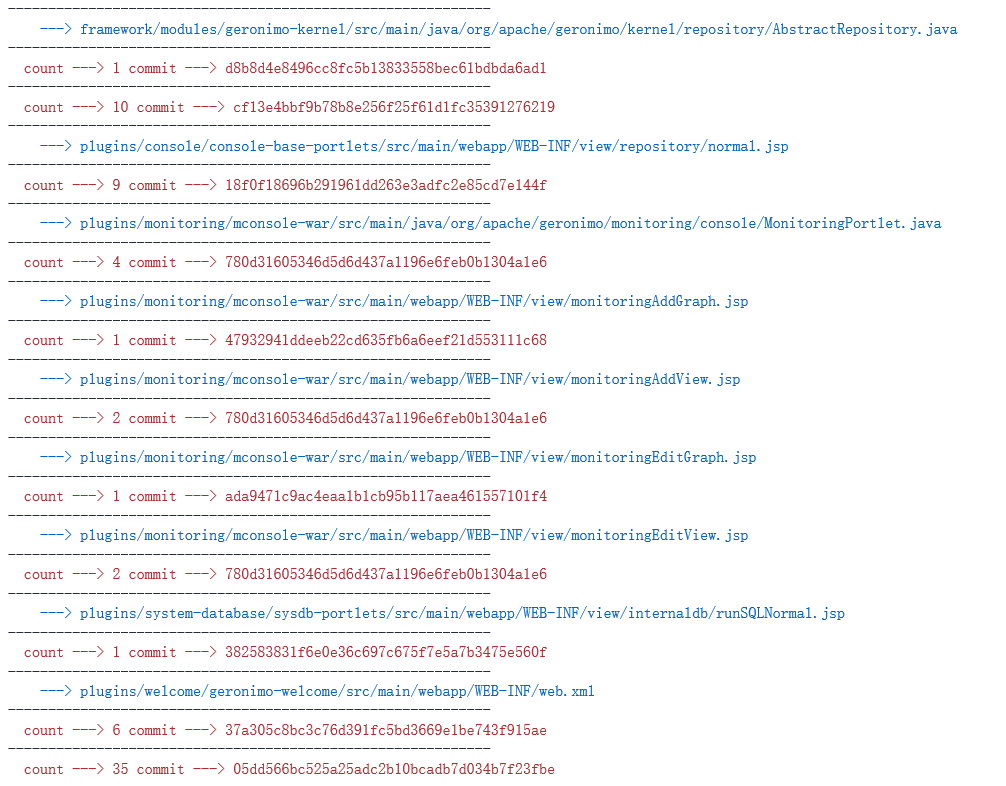 ------------------------------------------------------------
---> framework/modules/geronimo-kernel/src/main/java/org/apache/geronimo/kernel/repository/AbstractRepository.java
------------------------------------------------------------
count ---> 1 commit ---> d8b8d4e8496cc8fc5b13833558bec61bdbda6ad1
------------------------------------------------------------
count ---> 10 commit ---> cf13e4bbf9b78b8e256f25f61d1fc35391276219
------------------------------------------------------------
---> plugins/console/console-base-portlets/src/main/webapp/WEB-INF/view/repository/normal.jsp
------------------------------------------------------------
count ---> 9 commit ---> 18f0f18696b291961dd263e3adfc2e85cd7e144f
------------------------------------------------------------
---> plugins/monitoring/mconsole-war/src/main/java/org/apache/geronimo/monitoring/console/MonitoringPortlet.java
------------------------------------------------------------
count ---> 4 commit ---> 780d31605346d5d6d437a1196e6feb0b1304a1e6
------------------------------------------------------------
---> plugins/monitoring/mconsole-war/src/main/webapp/WEB-INF/view/monitoringAddGraph.jsp
------------------------------------------------------------
count ---> 1 commit ---> 47932941ddeeb22cd635fb6a6eef21d553111c68
------------------------------------------------------------
---> plugins/monitoring/mconsole-war/src/main/webapp/WEB-INF/view/monitoringAddView.jsp
------------------------------------------------------------
count ---> 2 commit ---> 780d31605346d5d6d437a1196e6feb0b1304a1e6
------------------------------------------------------------
---> plugins/monitoring/mconsole-war/src/main/webapp/WEB-INF/view/monitoringEditGraph.jsp
------------------------------------------------------------
count ---> 1 commit ---> ada9471c9ac4eaa1b1cb95b117aea461557101f4
------------------------------------------------------------
---> plugins/monitoring/mconsole-war/src/main/webapp/WEB-INF/view/monitoringEditView.jsp
------------------------------------------------------------
count ---> 2 commit ---> 780d31605346d5d6d437a1196e6feb0b1304a1e6
------------------------------------------------------------
---> plugins/system-database/sysdb-portlets/src/main/webapp/WEB-INF/view/internaldb/runSQLNormal.jsp
------------------------------------------------------------
count ---> 1 commit ---> 382583831f6e0e36c697c675f7e5a7b3475e560f
------------------------------------------------------------
---> plugins/welcome/geronimo-welcome/src/main/webapp/WEB-INF/web.xml
------------------------------------------------------------
count ---> 6 commit ---> 37a305c8bc3c76d391fc5bd3669e1be743f915ae
------------------------------------------------------------
count ---> 35 commit ---> 05dd566bc525a25adc2b10bcadb7d034b7f23fbe